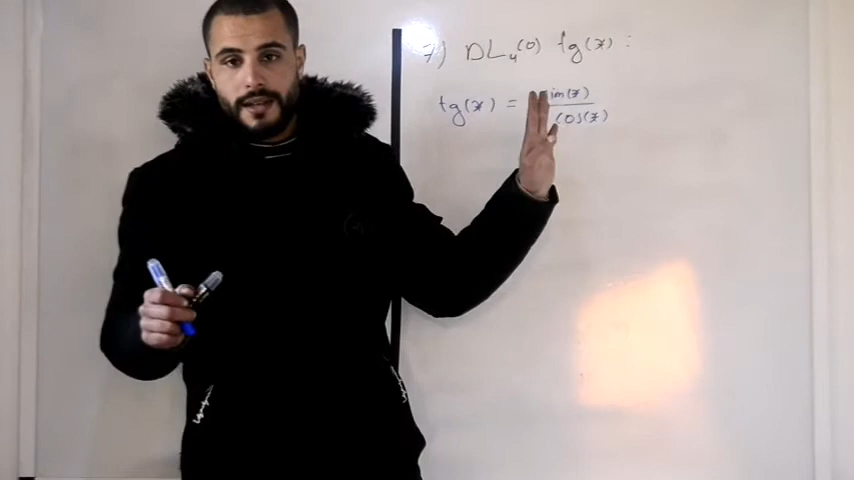 7) DL₄(0) tg(x) :
tg(x) = sin(x) / cos(x)